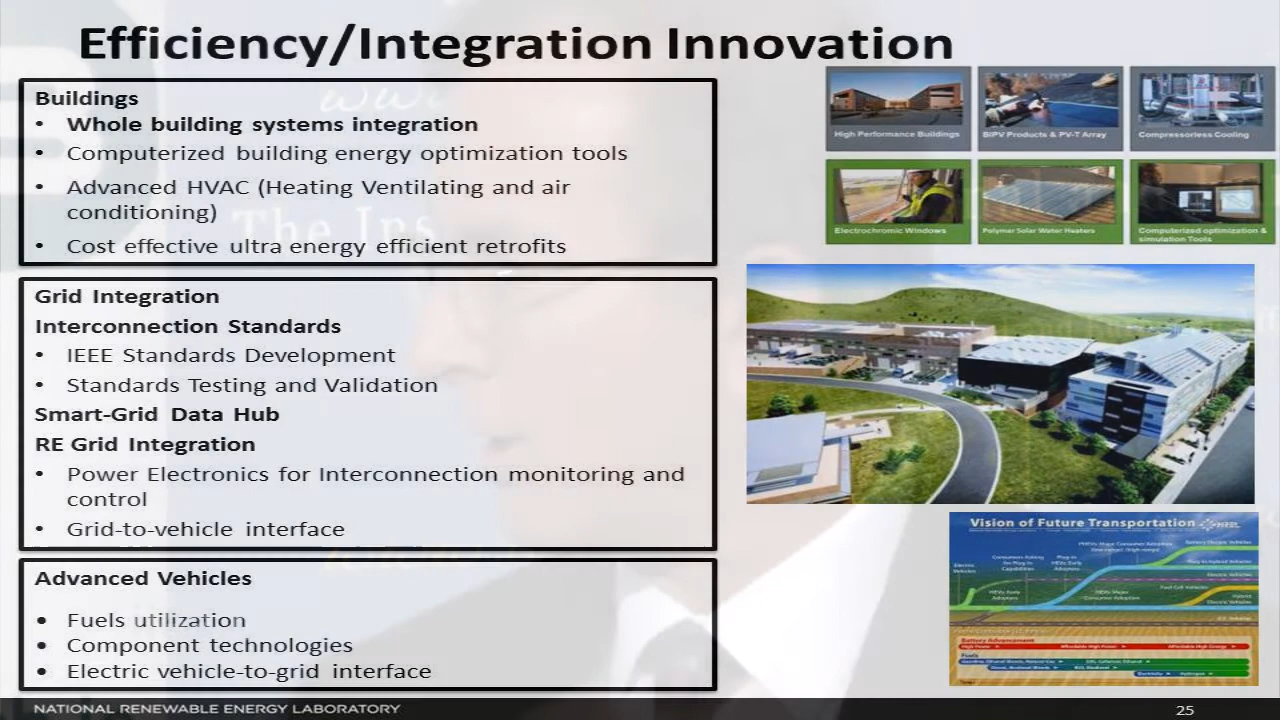 Efficiency/Integration Innovation
Buildings
• Whole building systems integration
• Computerized building energy optimization tools
• Advanced HVAC (Heating Ventilating and air
conditioning)
• Cost effective ultra energy efficient retrofits
Grid Integration
Interconnection Standards
• IEEE Standards Development
• Standards Testing and Validation
Smart-Grid Data Hub
RE Grid Integration
• Power Electronics for Interconnection monitoring and
control
• Grid-to-vehicle interface
Advanced Vehicles
• Fuels utilization
• Component technologies
• Electric vehicle-to-grid interface
High Performance Buildings
BIPV Products & PV-T Array
Compressorless Cooling
Electrochromic Windows
Polymer Solar Water Heaters
Computerized optimization &
simulation Tools
Vision of Future Transportation
Battery Advancement
Fuels
NATIONAL RENEWABLE ENERGY LABORATORY
25